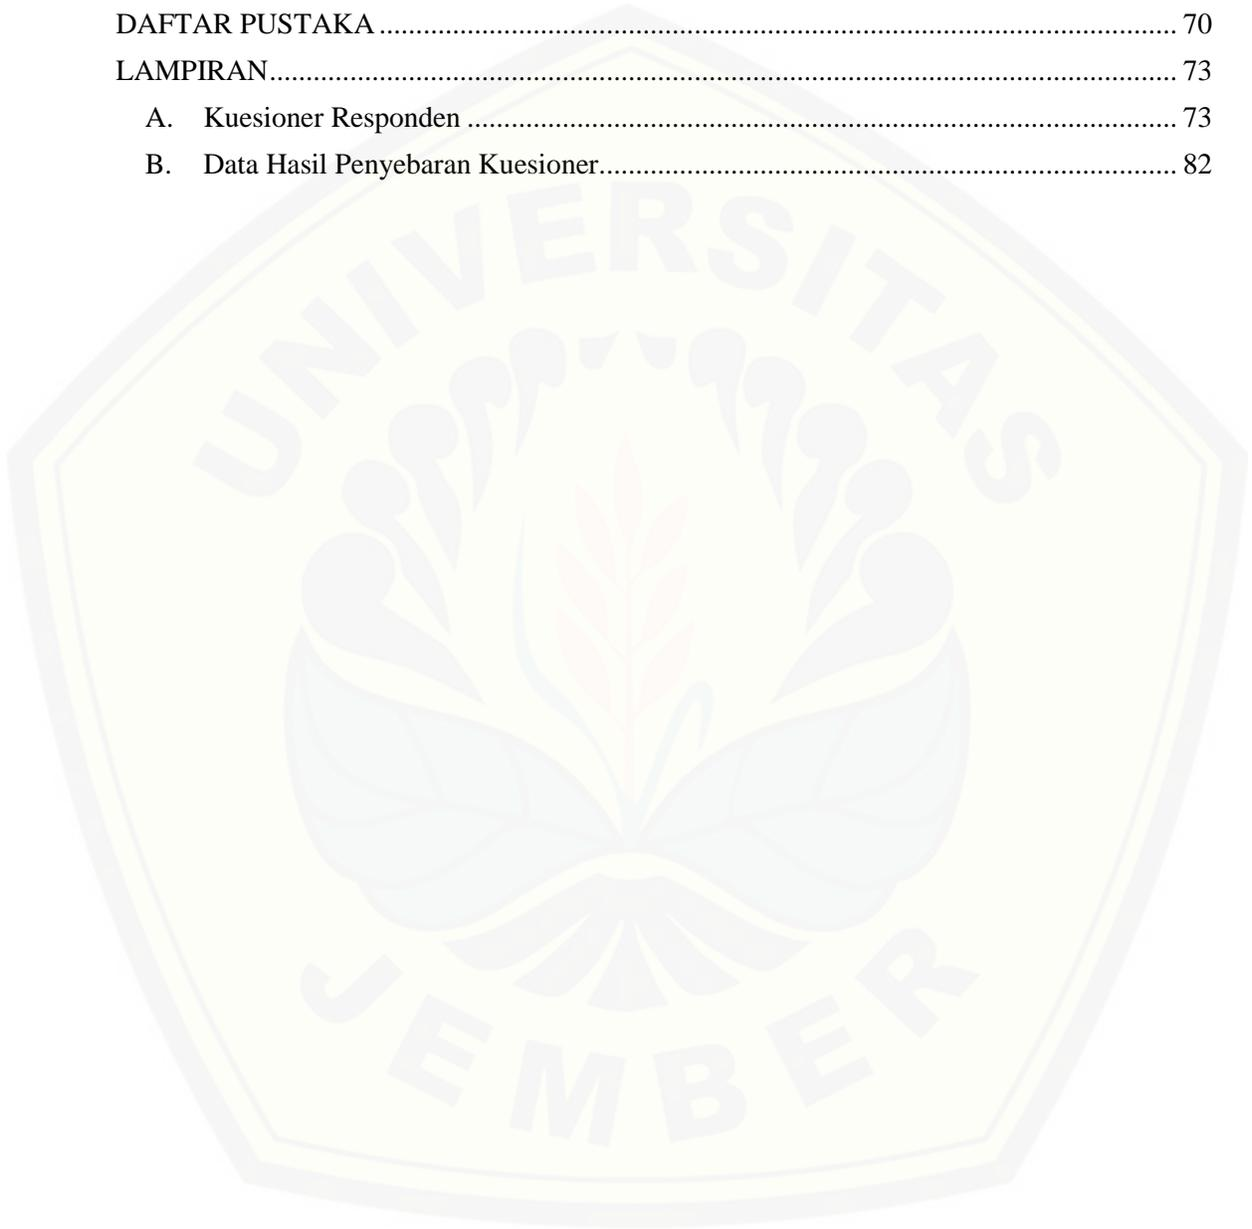 DAFTAR PUSTAKA ........................................................................................................... 70
LAMPIRAN......................................................................................................................... 73
A. Kuesioner Responden ................................................................................................ 73
B. Data Hasil Penyebaran Kuesioner............................................................................... 82
UNIVERSITAS
JEMBER